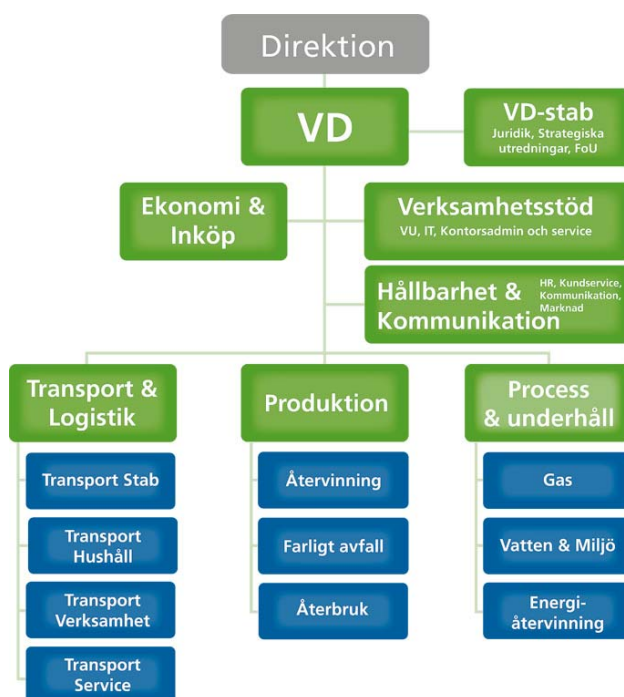 Direktion
VD
VD-stab
Juridik, Strategiska
utredningar, FoU
Ekonomi &
Inköp
Verksamhetsstöd
VU, IT, Kontorsadmin och service
Hållbarhet &
Kommunikation
HR, Kundservice,
Kommunikation,
Marknad
Transport &
Logistik
Transport Stab
Transport
Hushåll
Transport
Verksamhet
Transport
Service
Produktion
Återvinning
Farligt avfall
Återbruk
Process
& underhåll
Gas
Vatten & Miljö
Energi-
återvinning